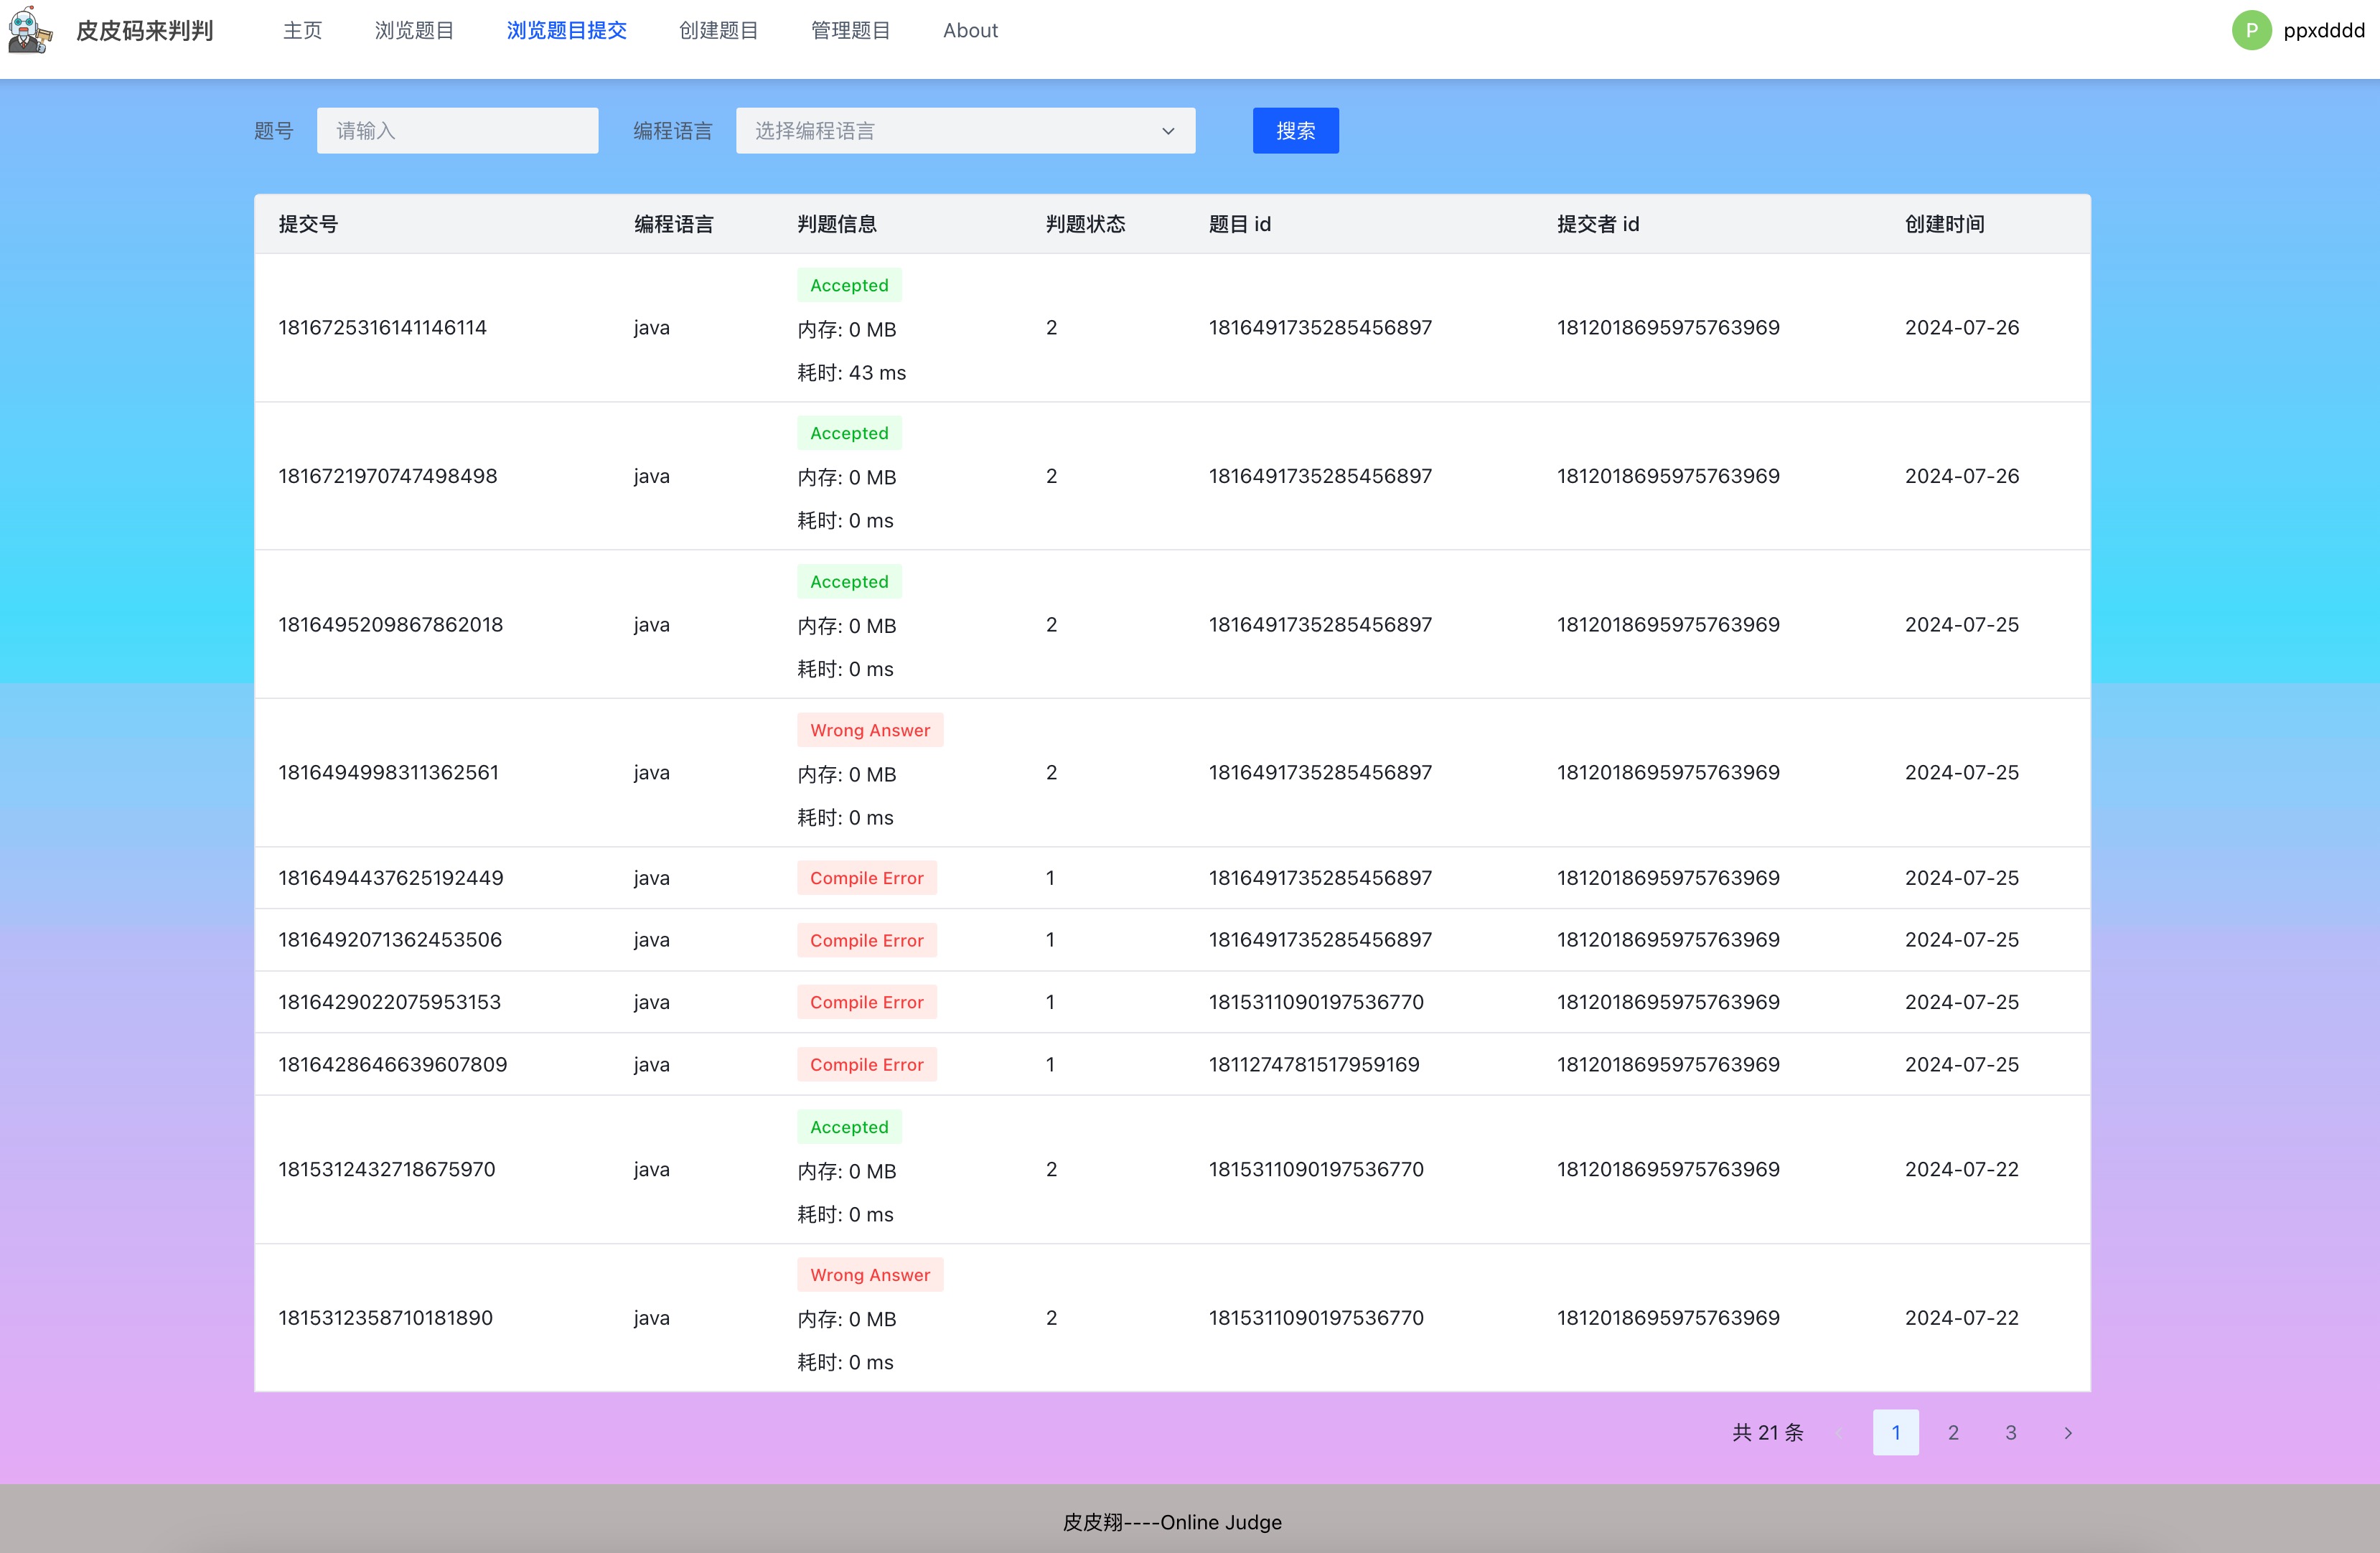 皮皮码来判判 主页 浏览题目 浏览题目提交 创建题目 管理题目 About P ppxdddd
题号 请输入 编程语言 选择编程语言 搜索
提交号 编程语言 判题信息 判题状态 题目 id 提交者 id 创建时间
Accepted
1816725316141146114 java 内存: 0 MB 2 1816491735285456897 1812018695975763969 2024-07-26
耗时: 43 ms
Accepted
1816721970747498498 java 内存: 0 MB 2 1816491735285456897 1812018695975763969 2024-07-26
耗时: 0 ms
Accepted
1816495209867862018 java 内存: 0 MB 2 1816491735285456897 1812018695975763969 2024-07-25
耗时: 0 ms
Wrong Answer
1816494998311362561 java 内存: 0 MB 2 1816491735285456897 1812018695975763969 2024-07-25
耗时: 0 ms
1816494437625192449 java Compile Error 1 1816491735285456897 1812018695975763969 2024-07-25
1816492071362453506 java Compile Error 1 1816491735285456897 1812018695975763969 2024-07-25
1816429022075953153 java Compile Error 1 1815311090197536770 1812018695975763969 2024-07-25
1816428646639607809 java Compile Error 1 1811274781517959169 1812018695975763969 2024-07-25
Accepted
1815312432718675970 java 内存: 0 MB 2 1815311090197536770 1812018695975763969 2024-07-22
耗时: 0 ms
Wrong Answer
1815312358710181890 java 内存: 0 MB 2 1815311090197536770 1812018695975763969 2024-07-22
耗时: 0 ms
共 21 条 1 2 3
皮皮翔----Online Judge